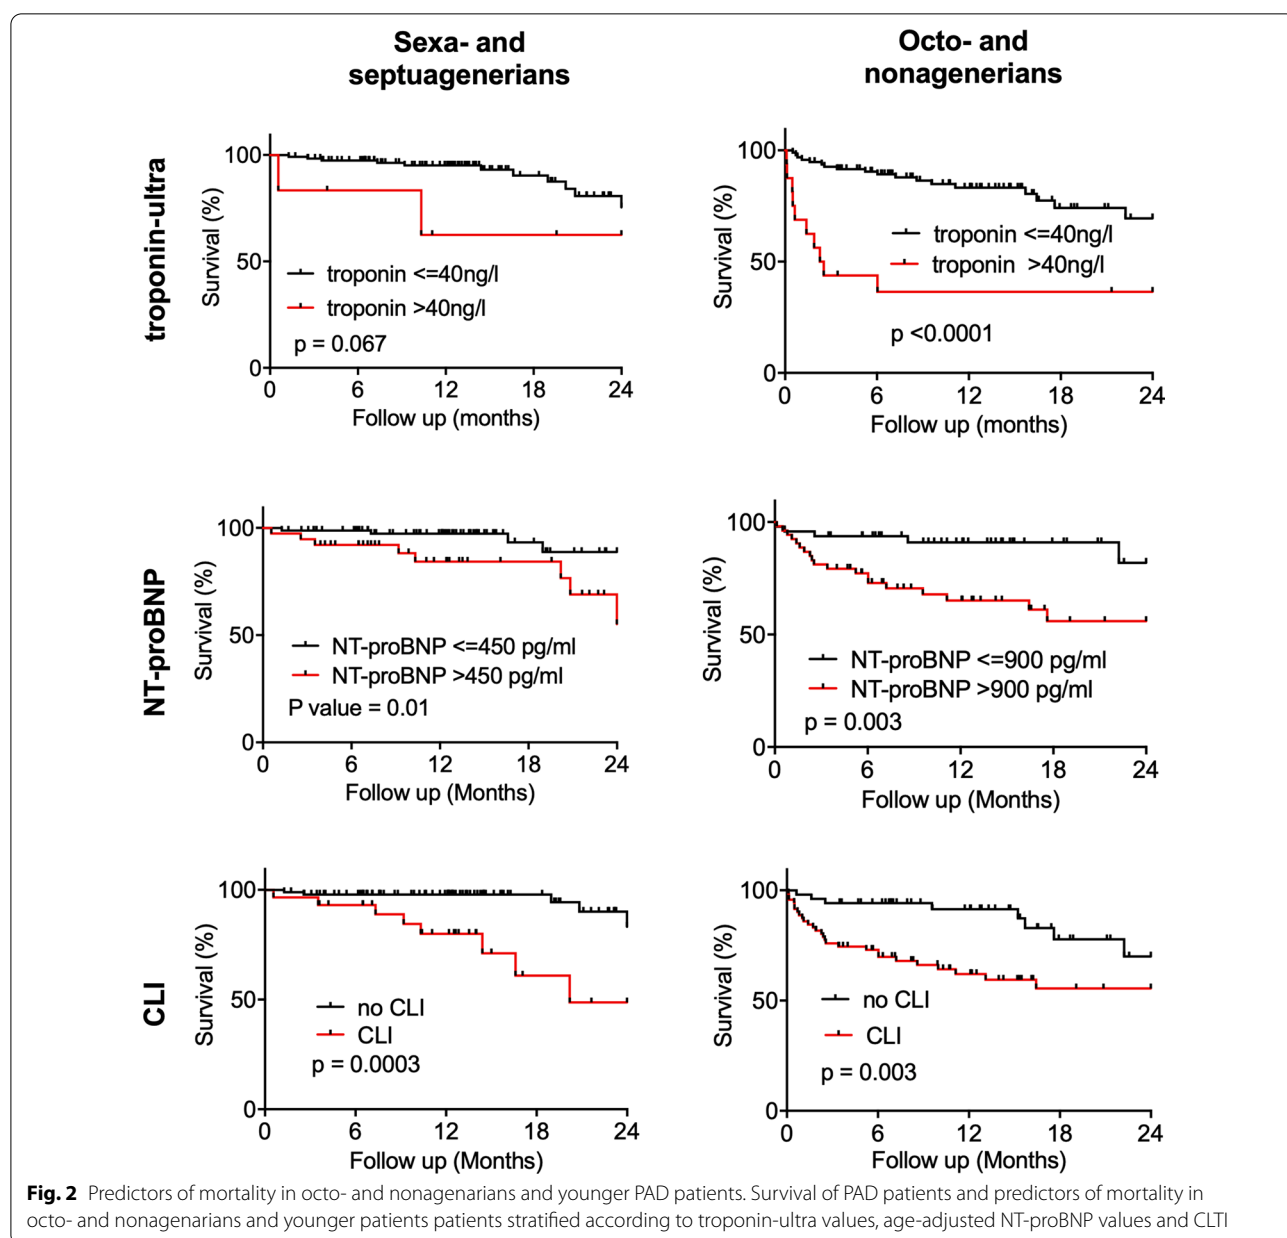 Sexa- and
septuagenerians
Octo- and
nonagenerians
troponin-ultra
Survival (%)
100
50
0
troponin <=40ng/l
troponin >40ng/l
p = 0.067
0 6 12 18 24
Follow up (months)
Survival (%)
100
50
0
troponin <=40ng/l
troponin >40ng/l
p <0.0001
0 6 12 18 24
Follow up (months)
NT-proBNP
Survival (%)
100
50
0
NT-proBNP <=450 pg/ml
NT-proBNP >450 pg/ml
P value = 0.01
0 6 12 18 24
Follow up (Months)
Survival (%)
100
50
0
NT-proBNP <=900 pg/ml
NT-proBNP >900 pg/ml
p = 0.003
0 6 12 18 24
Follow up (Months)
CLI
Survival (%)
100
50
0
no CLI
CLI
p = 0.0003
0 6 12 18 24
Follow up (Months)
Survival (%)
100
50
0
no CLI
CLI
p = 0.003
0 6 12 18 24
Follow up (Months)
Fig. 2 Predictors of mortality in octo- and nonagenarians and younger PAD patients. Survival of PAD patients and predictors of mortality in
octo- and nonagenarians and younger patients patients stratified according to troponin-ultra values, age-adjusted NT-proBNP values and CLTI